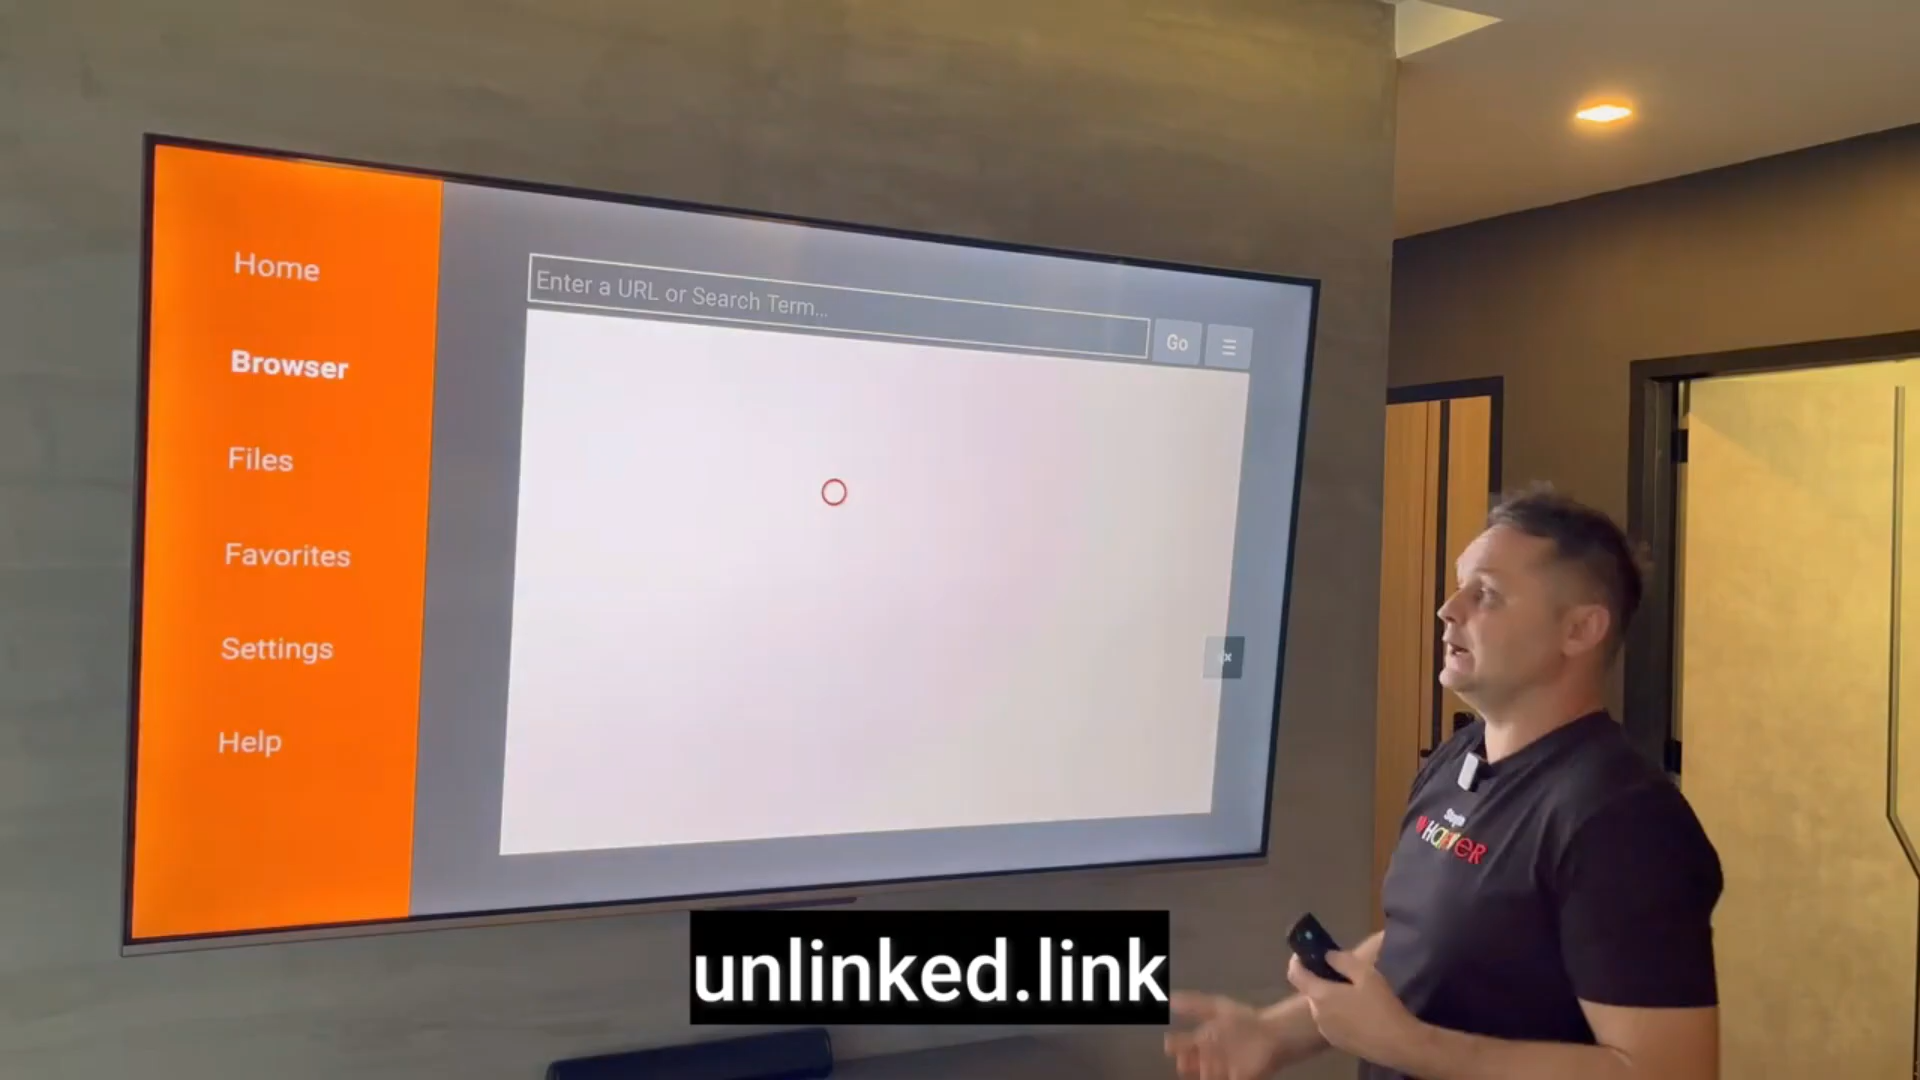 Home
Browser
Files
Favorites
Settings
Help
Enter a URL or Search Term...
Go
unlinked.link